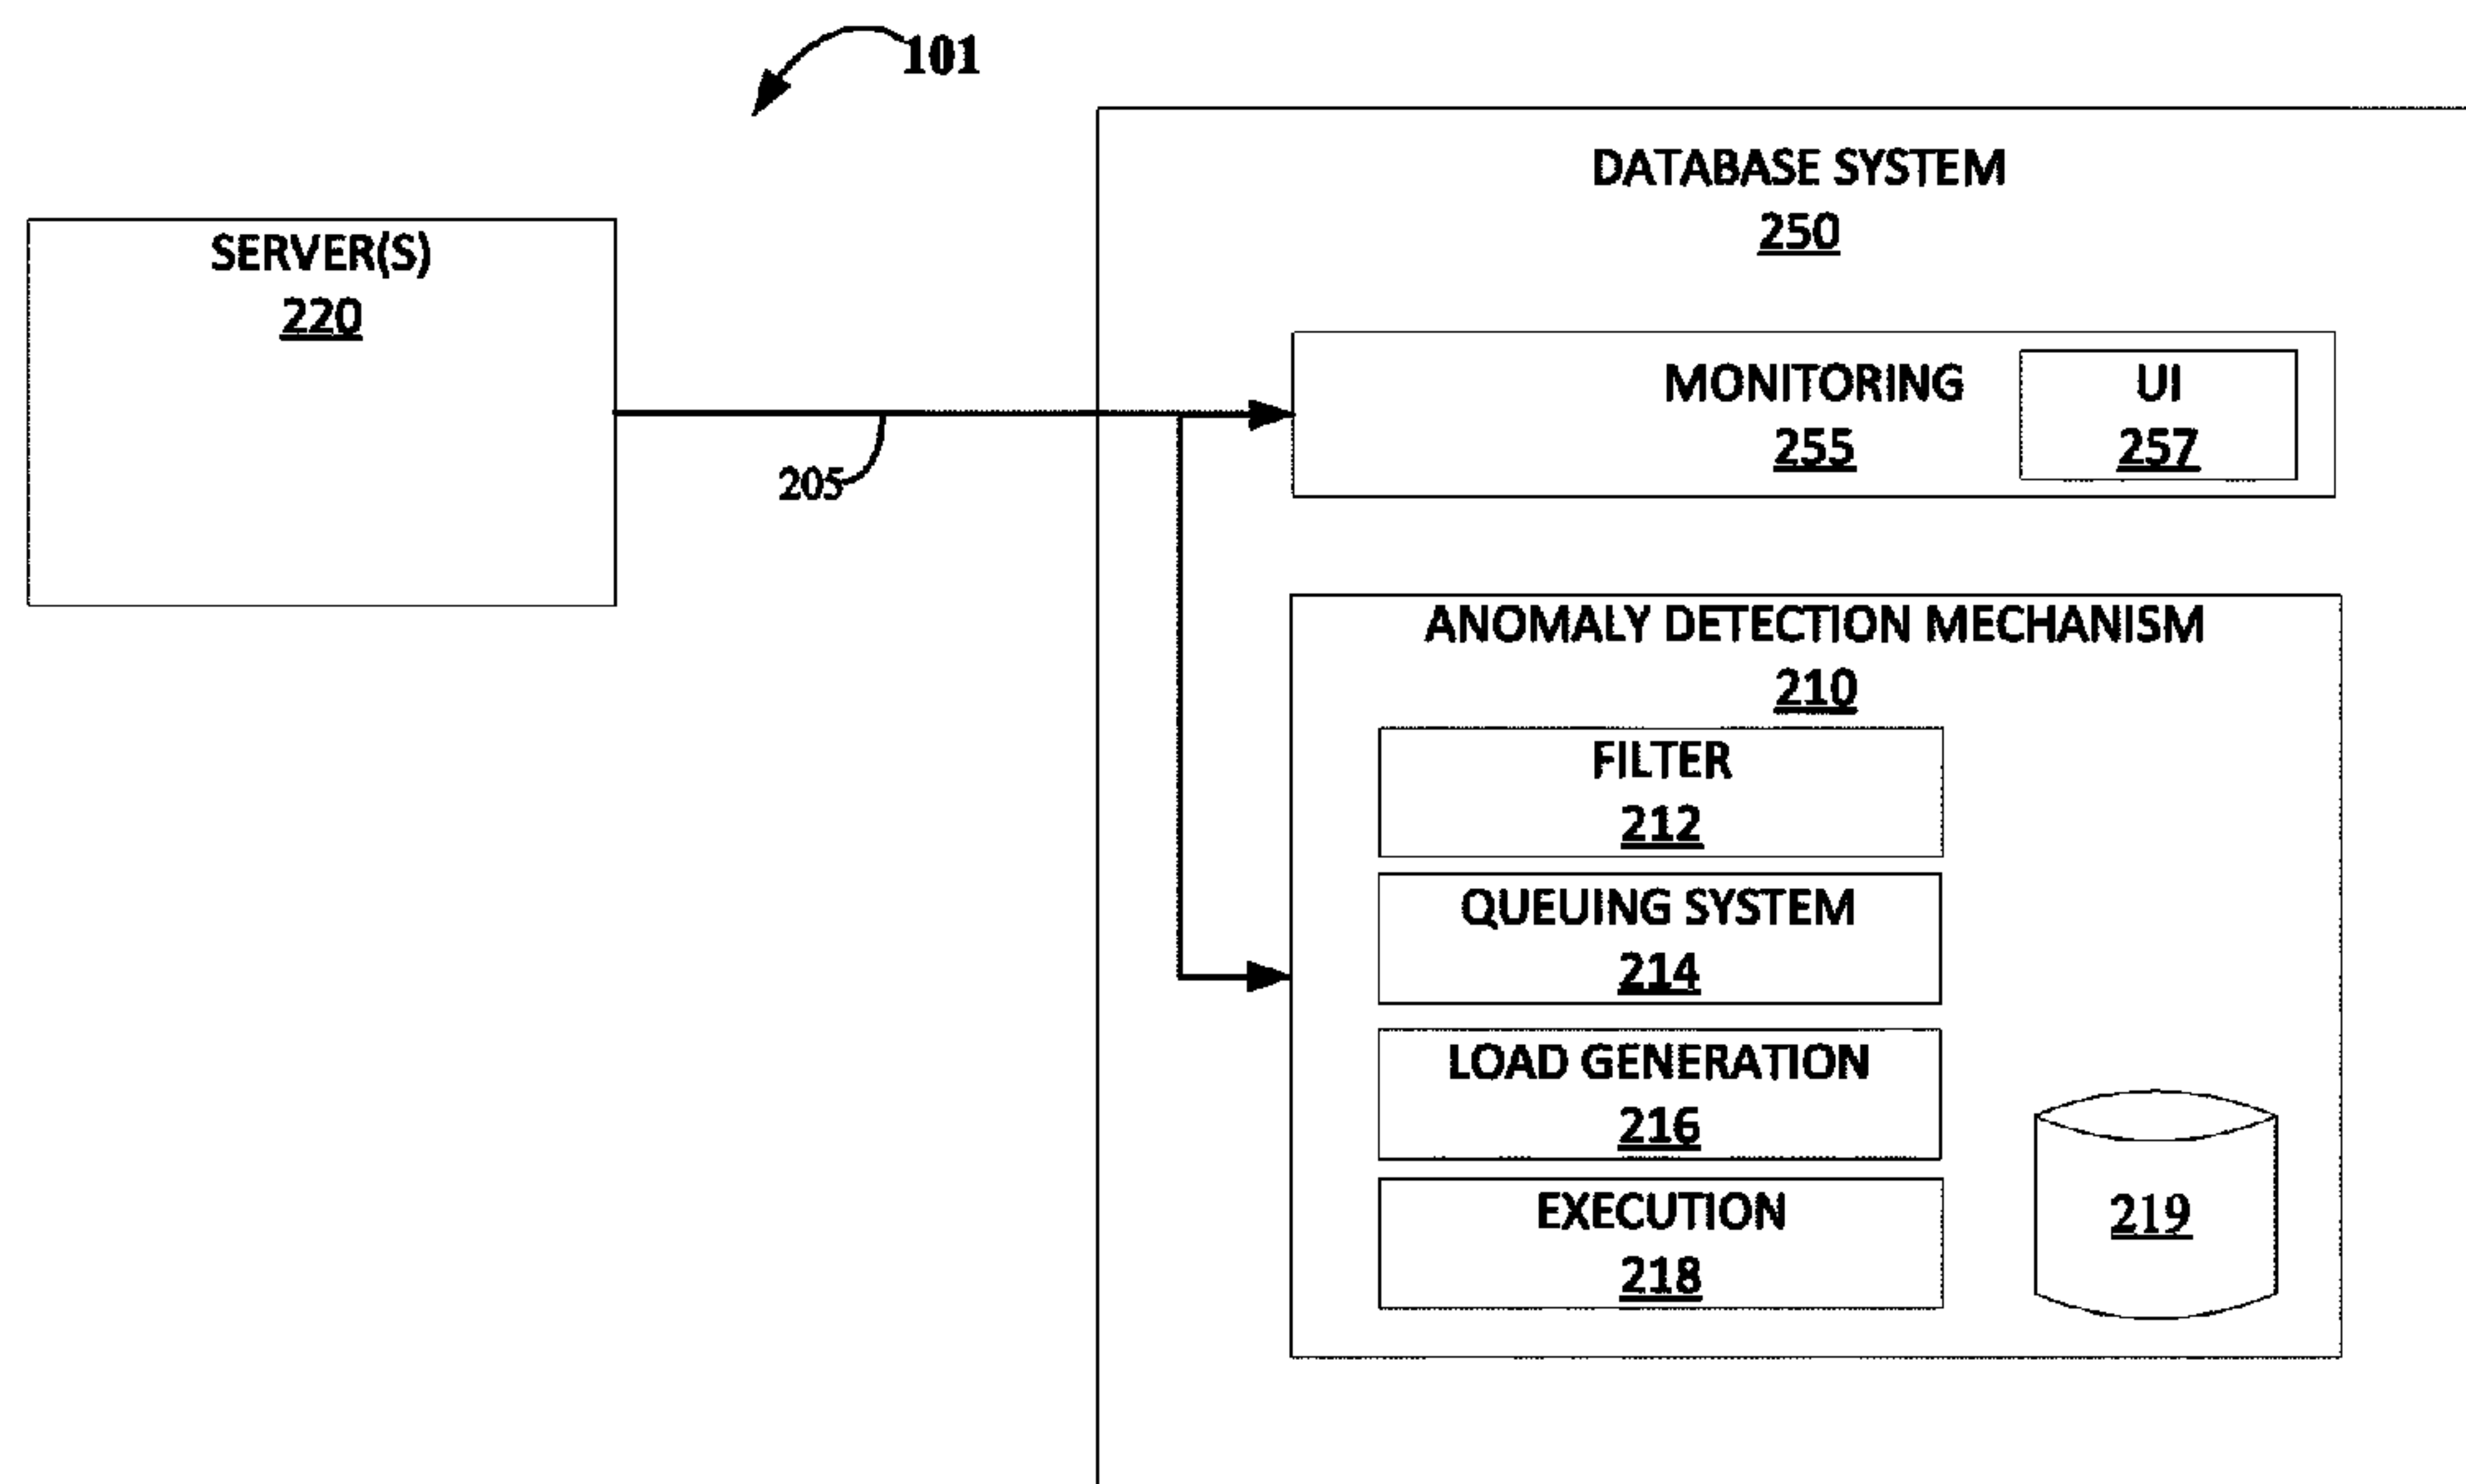 101
DATABASE SYSTEM
250
SERVER(S)
220
MONITORING
255
UI
257
205
ANOMALY DETECTION MECHANISM
210
FILTER
212
QUEUING SYSTEM
214
LOAD GENERATION
216
EXECUTION
218
219